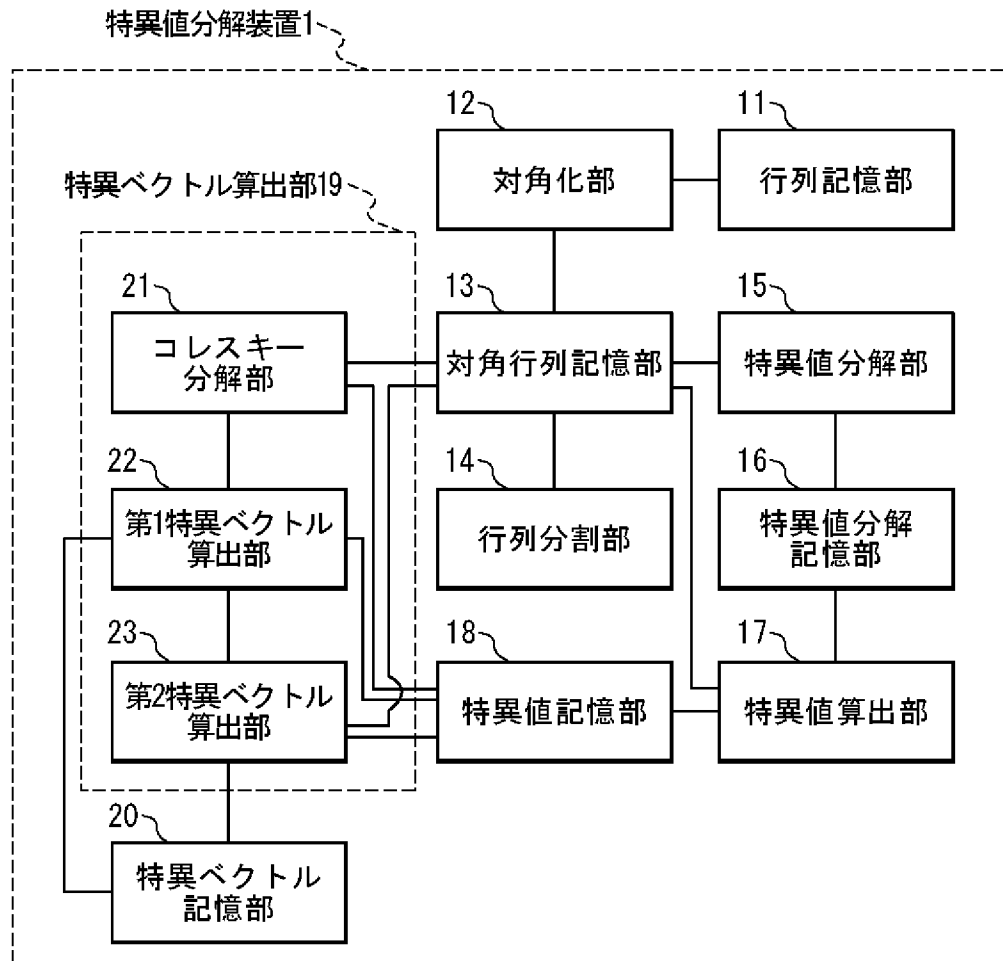 特異値分解装置1
12
対角化部
11
行列記憶部
特異ベクトル算出部19
21
コレスキー
分解部
13
対角行列記憶部
15
特異値分解部
22
第1特異ベクトル
算出部
14
行列分割部
16
特異値分解
記憶部
23
第2特異ベクトル
算出部
18
特異値記憶部
17
特異値算出部
20
特異ベクトル
記憶部